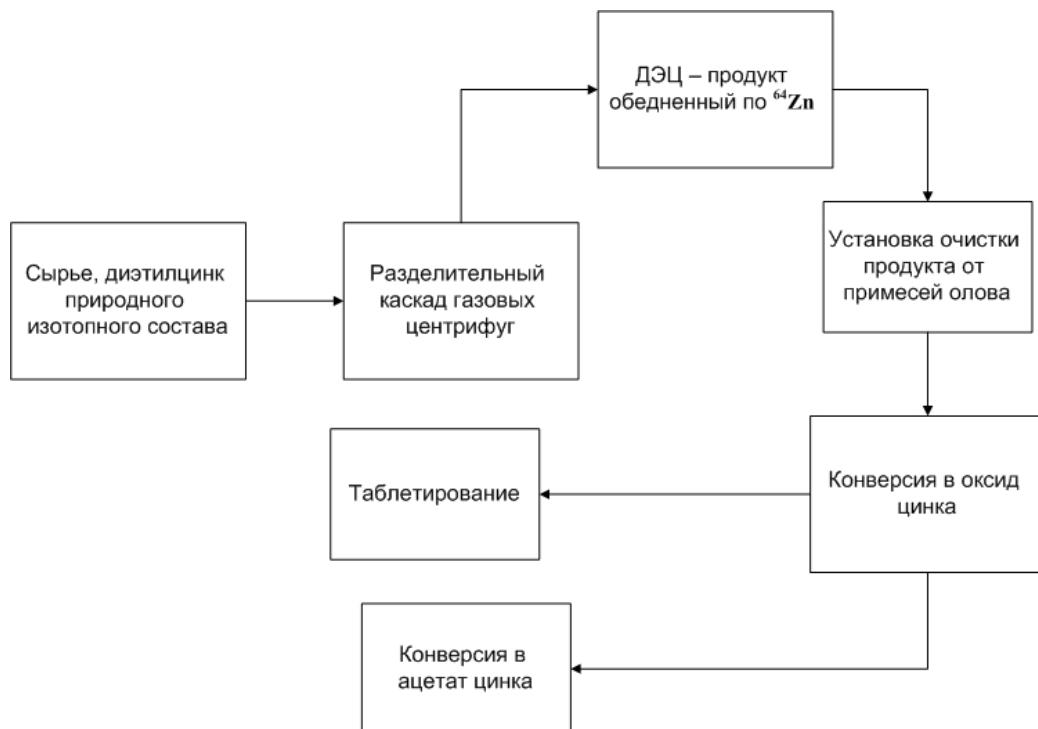 ДЭЦ – продукт
обедненный по ⁶⁴Zn
Сырье, диэтилцинк
природного
изотопного состава
Разделительный
каскад газовых
центрифуг
Установка очистки
продукта от
примесей олова
Таблетирование
Конверсия в оксид
цинка
Конверсия в
ацетат цинка